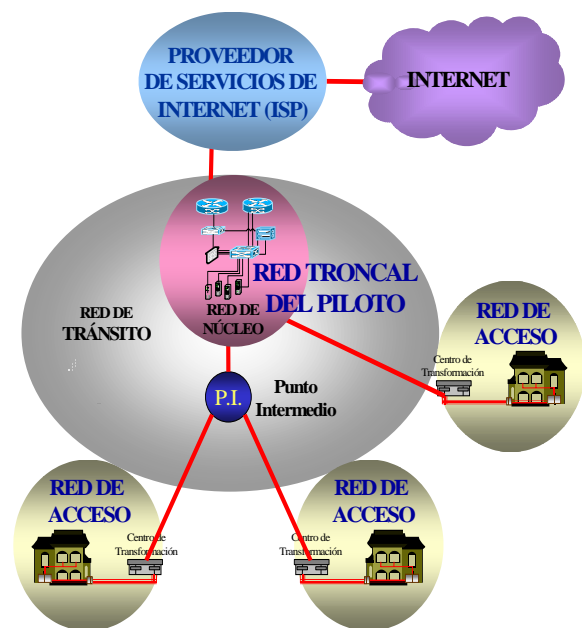 PROVEEDOR
DE SERVICIOS DE
INTERNET (ISP)
INTERNET
RED TRONCAL
DEL PILOTO
RED DE
NÚCLEO
RED DE
TRÁNSITO
P.I.
Punto
Intermedio
RED DE
ACCESO
Centro de
Transformación
RED DE
ACCESO
Centro de
Transformación
RED DE
ACCESO
Centro de
Transformación